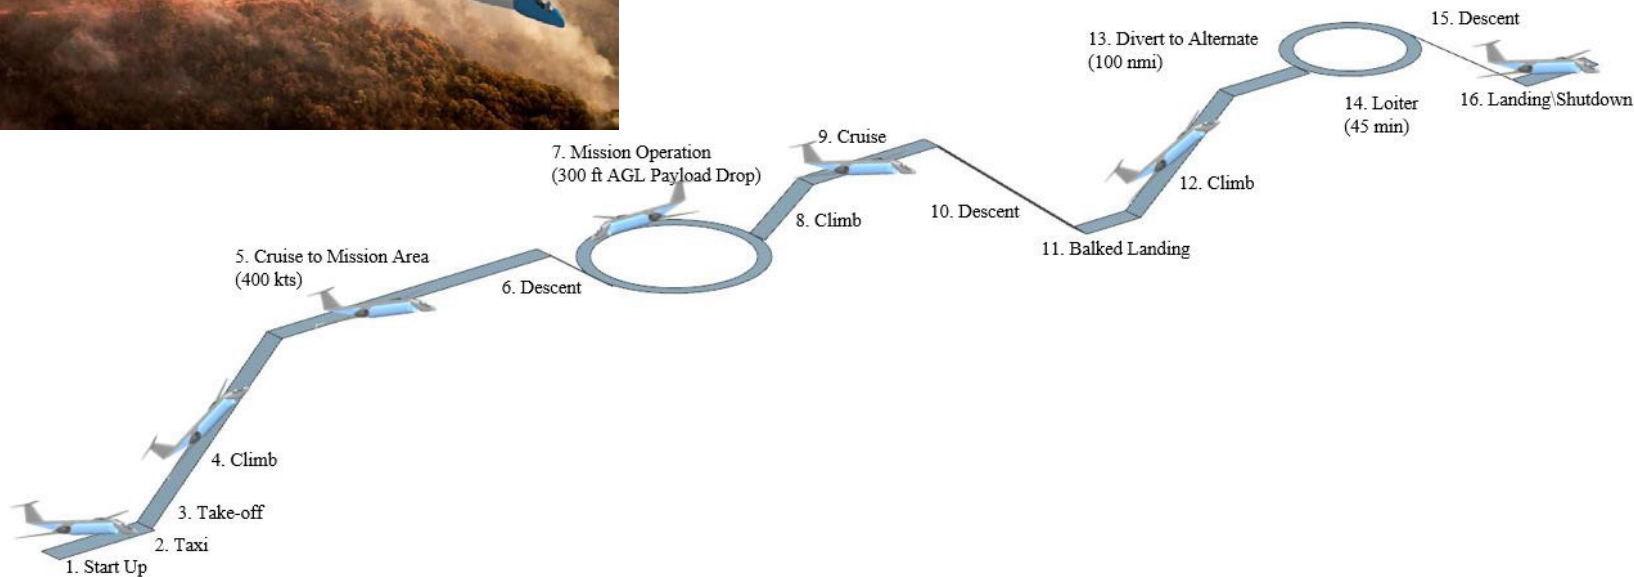 1. Start Up
2. Taxi
3. Take-off
4. Climb
5. Cruise to Mission Area
(400 kts)
6. Descent
7. Mission Operation
(300 ft AGL Payload Drop)
8. Climb
9. Cruise
10. Descent
11. Balked Landing
12. Climb
13. Divert to Alternate
(100 nmi)
14. Loiter
(45 min)
15. Descent
16. Landing\Shutdown